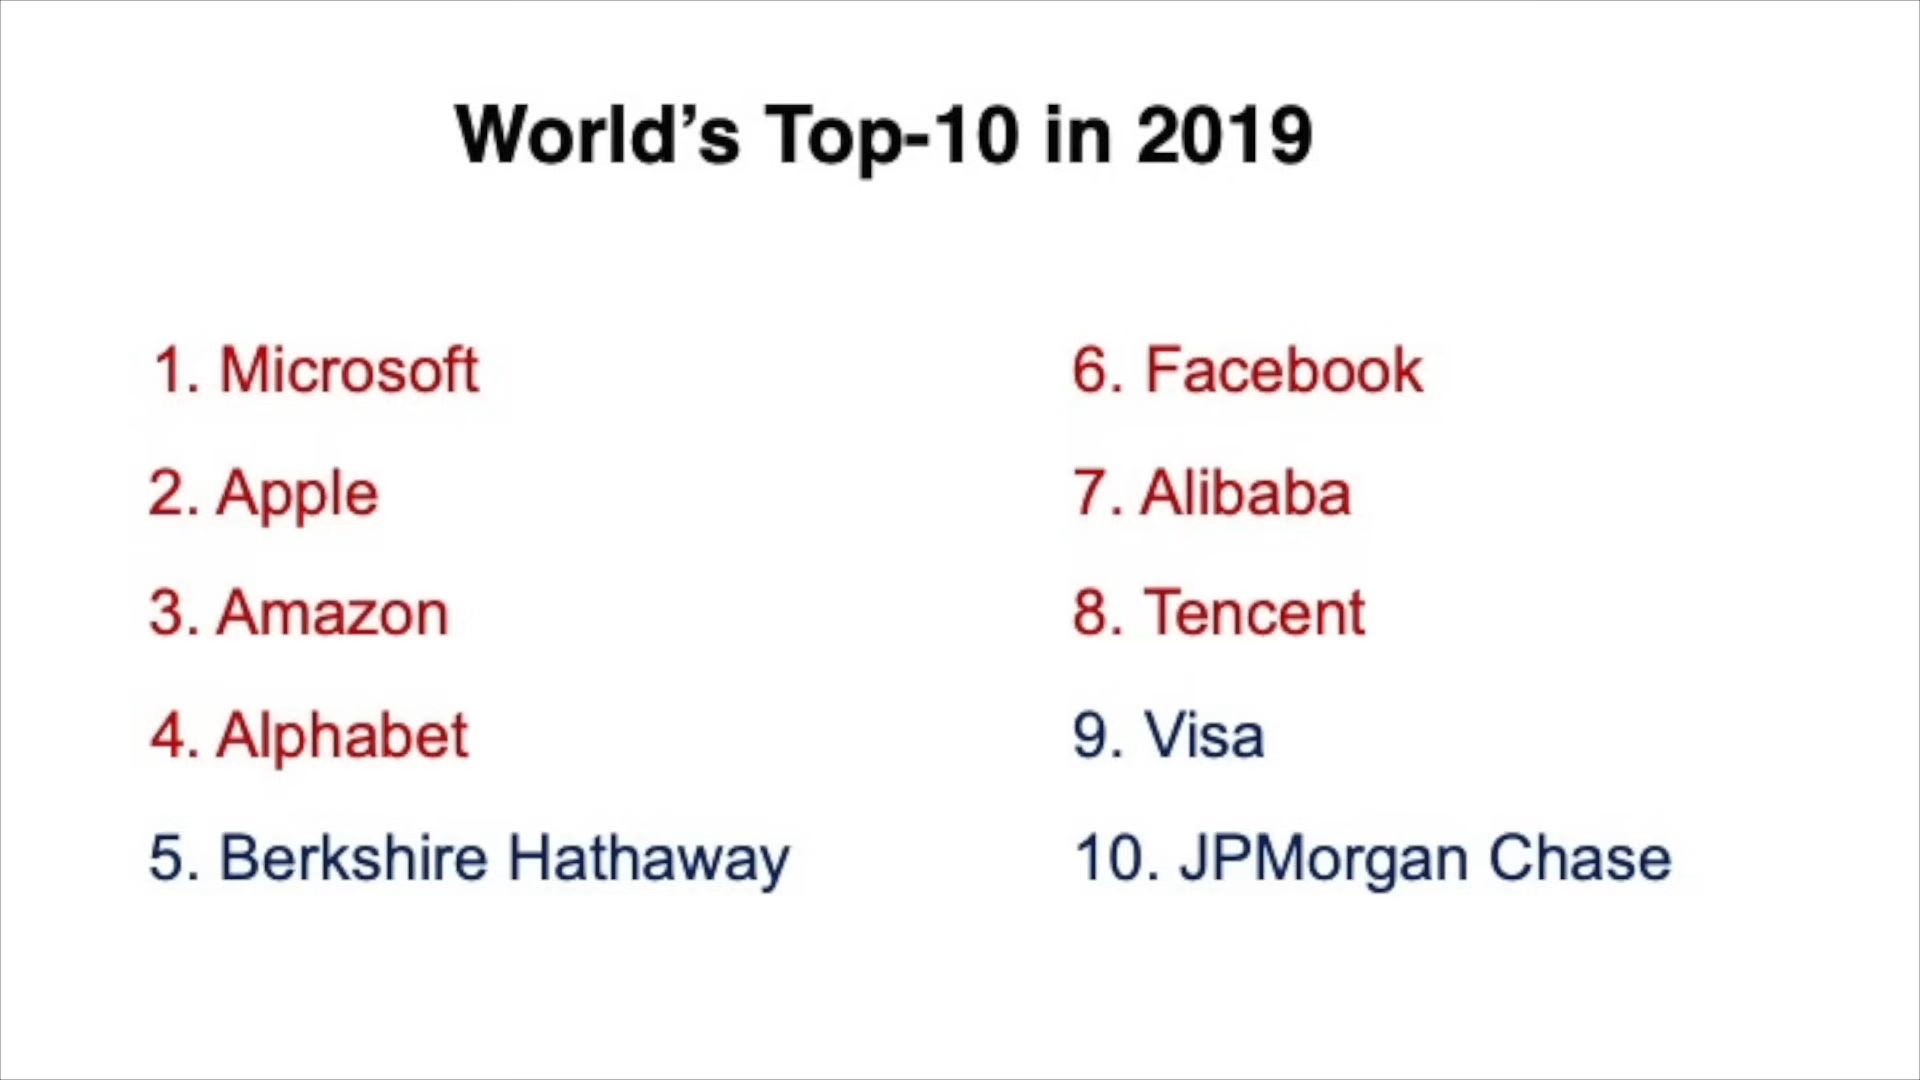 World’s Top-10 in 2019
1. Microsoft
2. Apple
3. Amazon
4. Alphabet
5. Berkshire Hathaway
6. Facebook
7. Alibaba
8. Tencent
9. Visa
10. JPMorgan Chase